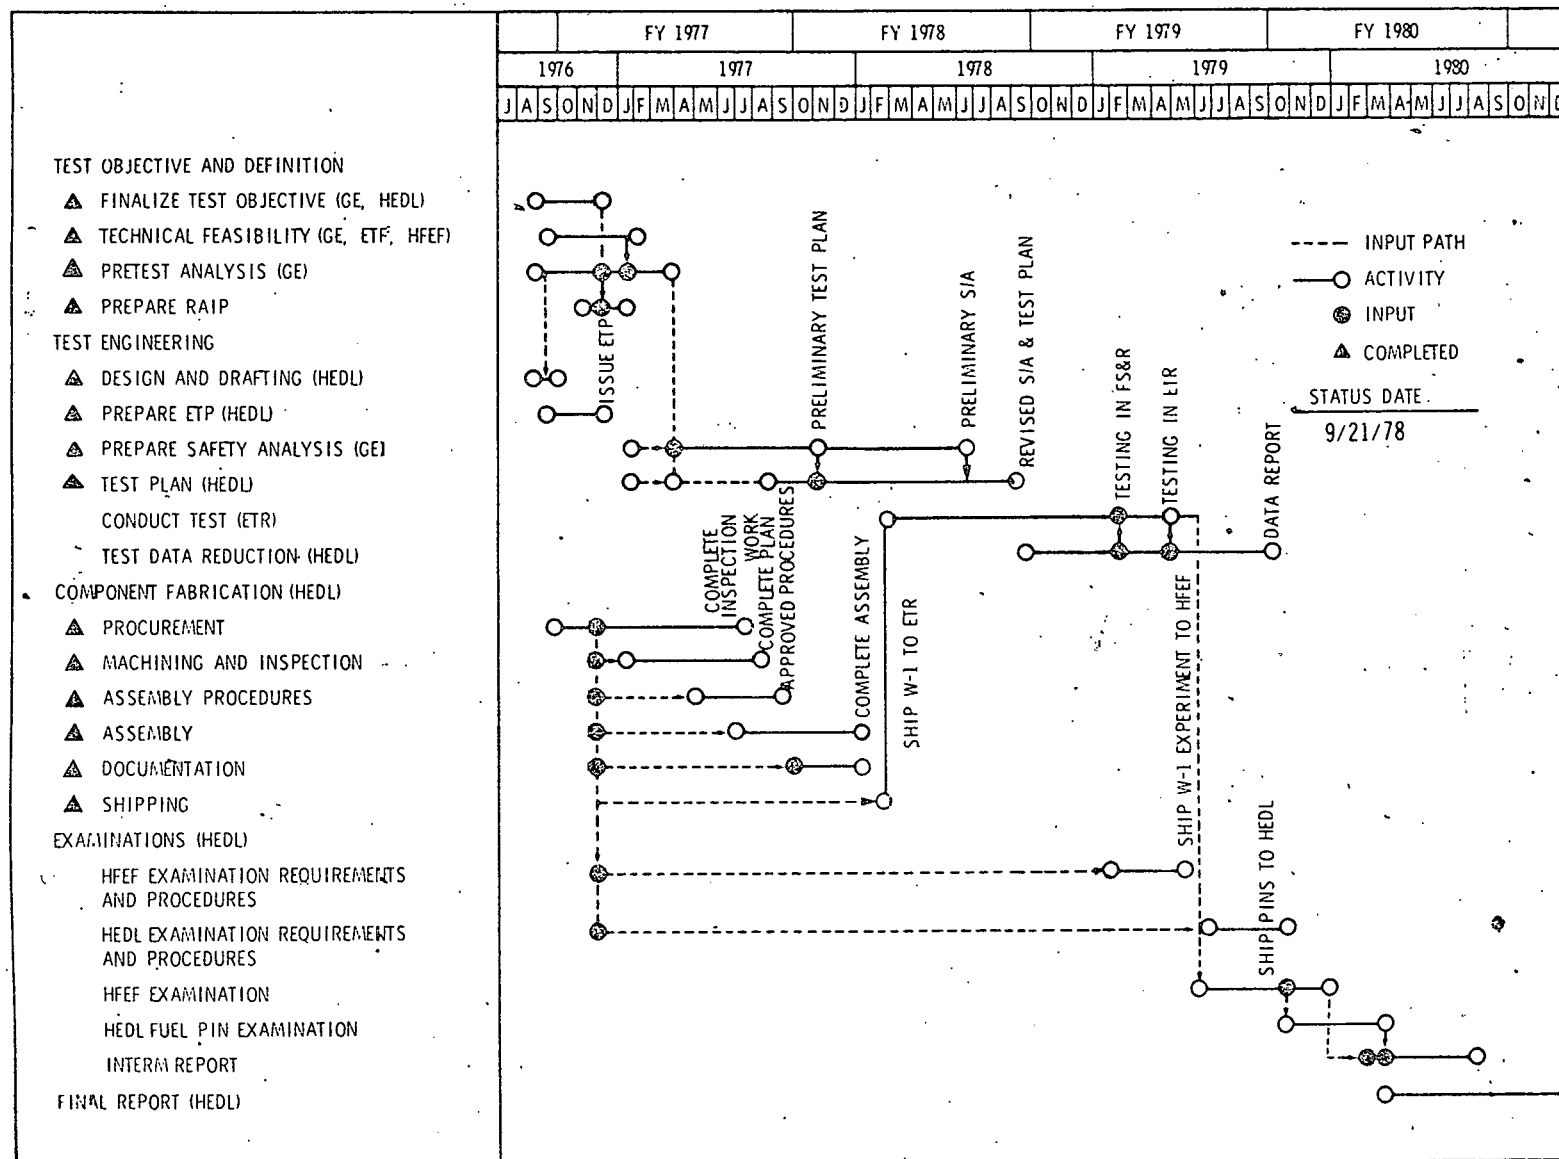 FY 1977 FY 1978 FY 1979 FY 1980
1976 1977 1978 1979 1980
J A S O N D J F M A M J J A S O N D J F M A M J J A S O N D J F M A M J J A S O N D J F M A M J J A S O N D
TEST OBJECTIVE AND DEFINITION
FINALIZE TEST OBJECTIVE (GE, HEDL)
TECHNICAL FEASIBILITY (GE, ETF, HFEF)
PRETEST ANALYSIS (GE)
PREPARE RAIP
TEST ENGINEERING
DESIGN AND DRAFTING (HEDL)
PREPARE ETP (HEDL)
PREPARE SAFETY ANALYSIS (GE)
TEST PLAN (HEDL)
CONDUCT TEST (ETR)
TEST DATA REDUCTION (HEDL)
COMPONENT FABRICATION (HEDL)
PROCUREMENT
MACHINING AND INSPECTION
ASSEMBLY PROCEDURES
ASSEMBLY
DOCUMENTATION
SHIPPING
EXAMINATIONS (HEDL)
HFEF EXAMINATION REQUIREMENTS
AND PROCEDURES
HEDL EXAMINATION REQUIREMENTS
AND PROCEDURES
HFEF EXAMINATION
HEDL FUEL PIN EXAMINATION
INTERM REPORT
FINAL REPORT (HEDL)
ISSUE ETP
PRELIMINARY TEST PLAN
PRELIMINARY S/A
REVISED S/A & TEST PLAN
TESTING IN FS&R
TESTING IN ETR
DATA REPORT
COMPLETE
INSPECTION
WORK
COMPLETE PLAN
APPROVED PROCEDURES
COMPLETE ASSEMBLY
SHIP W-1 TO ETR
SHIP W-1 EXPERIMENT TO HFEF
SHIP PINS TO HEDL
INPUT PATH
ACTIVITY
INPUT
COMPLETED
STATUS DATE
9/21/78